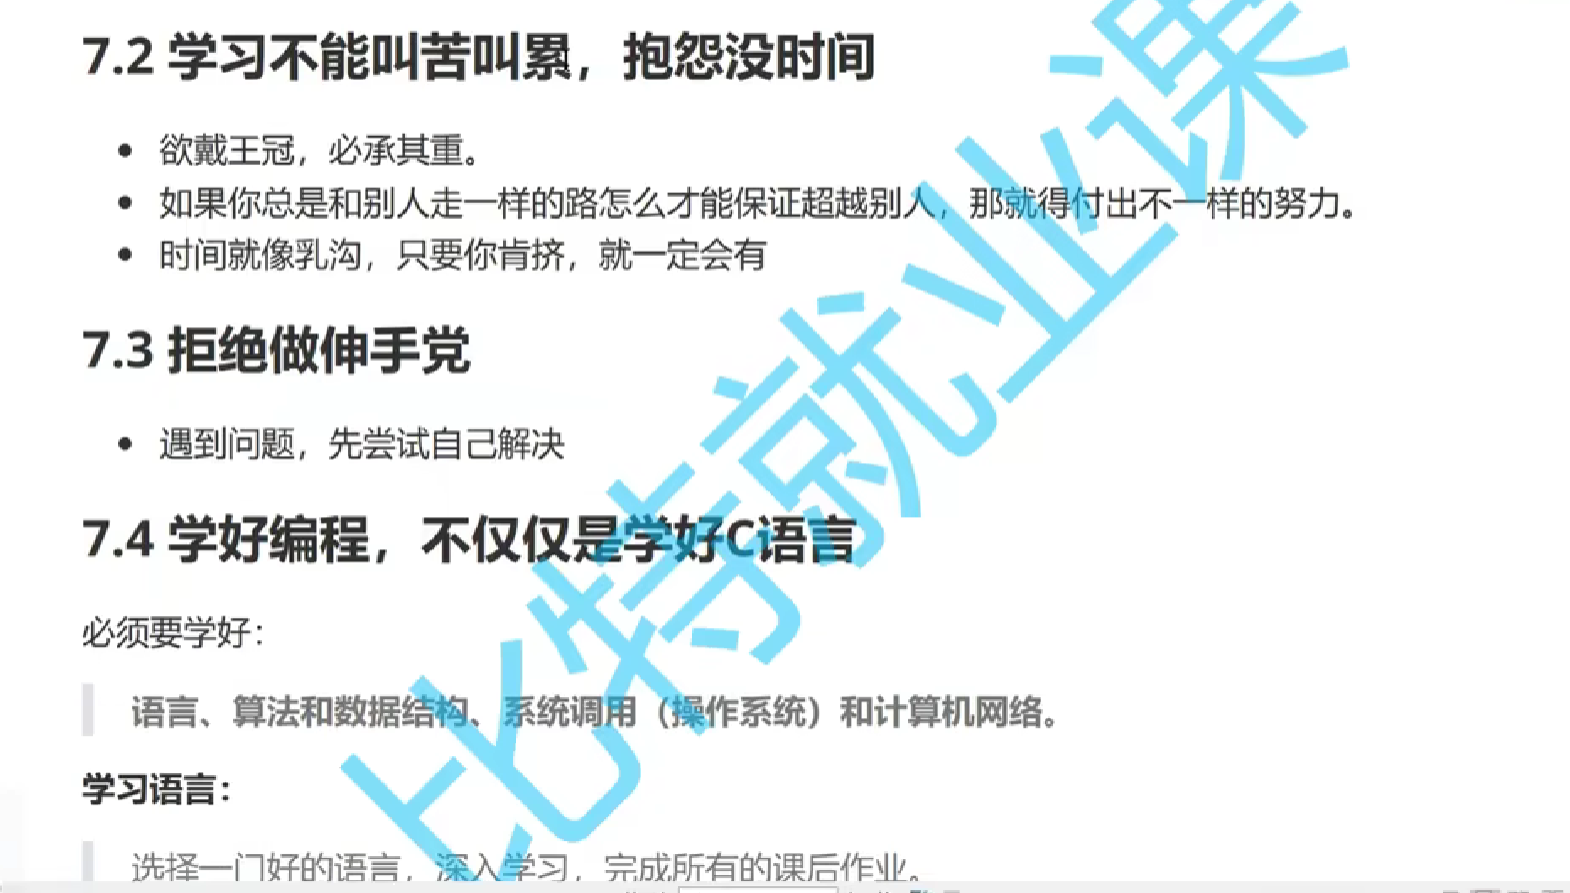 7.2 学习不能叫苦叫累，抱怨没时间
欲戴王冠，必承其重。
如果你总是和别人走一样的路怎么才能保证超越别人，那就得付出不一样的努力。
时间就像乳沟，只要你肯挤，就一定会有
7.3 拒绝做伸手党
遇到问题，先尝试自己解决
7.4 学好编程，不仅仅是学好C语言
必须要学好：
语言、算法和数据结构、系统调用（操作系统）和计算机网络。
学习语言：
选择一门好的语言，深入学习，完成所有的课后作业。
比特就业课